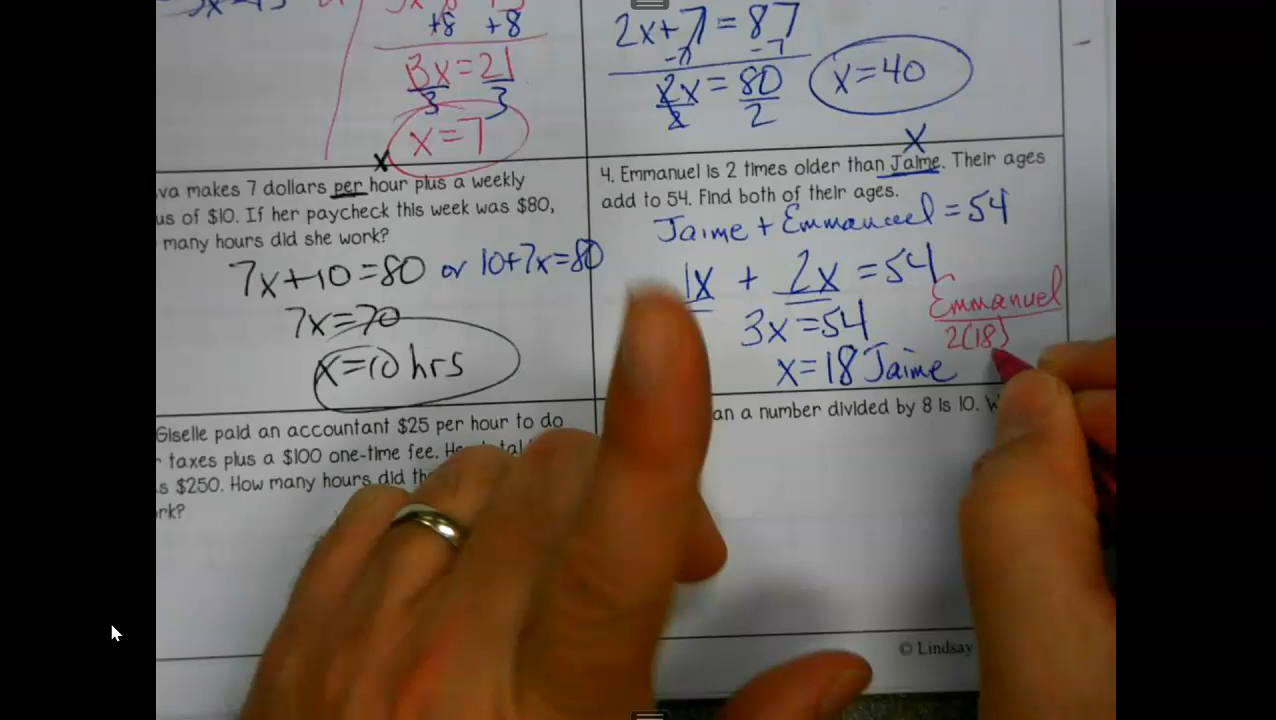 +8 +8
3x = 21
3 3
x = 7
2x+7 = 87
-7 -7
2x = 80
2 2
x = 40
x
va makes 7 dollars per hour plus a weekly
us of $10. If her paycheck this week was $80,
many hours did she work?
7x+10=80 or 10+7x=80
7x=70
x=10 hrs
x
4. Emmanuel is 2 times older than Jaime. Their ages
add to 54. Find both of their ages.
Jaime + Emmanuel = 54
1x + 2x = 54
3x = 54
x = 18 Jaime
Emmanuel
2(18)
Giselle paid an accountant $25 per hour to do
taxes plus a $100 one-time fee.
s $250. How many hours did
rk?
an a number divided by 8 is 10. W
© Lindsay